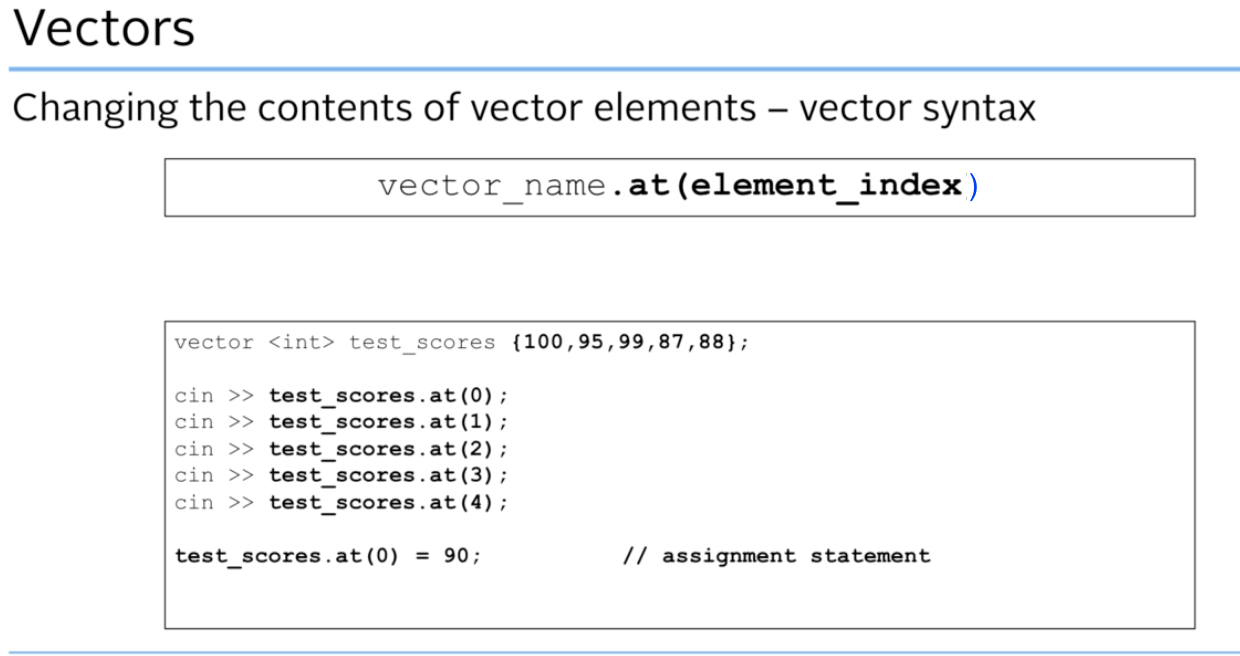 Vectors
Changing the contents of vector elements – vector syntax
vector_name.at(element_index)
vector <int> test_scores {100,95,99,87,88};
cin >> test_scores.at(0);
cin >> test_scores.at(1);
cin >> test_scores.at(2);
cin >> test_scores.at(3);
cin >> test_scores.at(4);
test_scores.at(0) = 90; // assignment statement